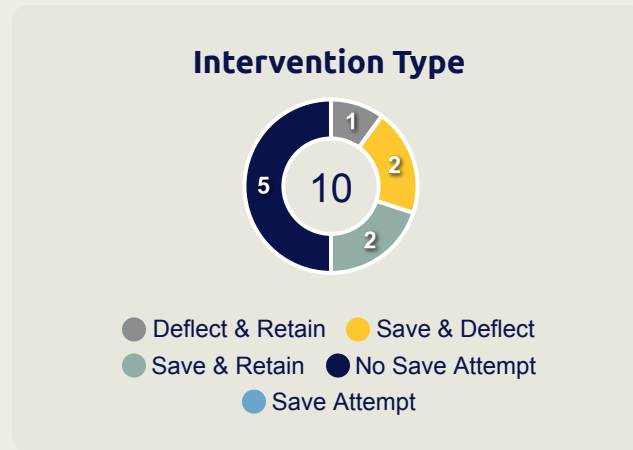 Intervention Type
1
2
5
10
2
Deflect & Retain
Save & Deflect
Save & Retain
No Save Attempt
Save Attempt